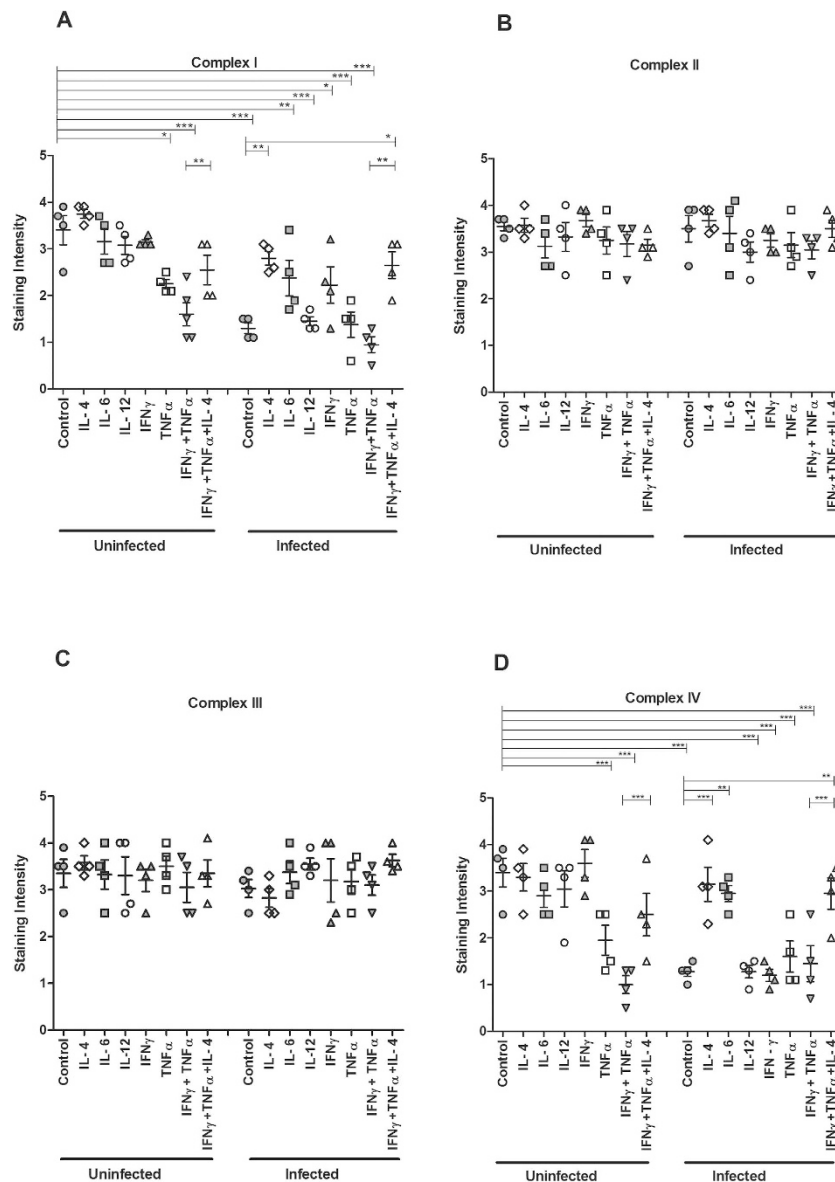 A
Complex I
***
***
*
***
**
***
***
*
*
**
**
**
Staining Intensity
5
4
3
2
1
0
Control
IL- 4
IL- 6
IL-12
IFNγ
TNFα
IFNγ +TNFα
IFNγ +TNFα +IL- 4
Control
IL- 4
IL- 6
IL-12
IFNγ
TNFα
IFNγ+TNFα
IFNγ+TNFα+IL- 4
Uninfected
Infected
B
Complex II
Staining Intensity
5
4
3
2
1
0
Control
IL- 4
IL- 6
IL-12
IFNγ
TNFα
IFNγ + TNFα
IFNγ +TNFα +IL- 4
Control
IL- 4
IL- 6
IL-12
IFNγ
TNFα
IFNγ + TNFα
IFNγ +TNFα +IL- 4
Uninfected
Infected
C
Complex III
Staining Intensity
5
4
3
2
1
0
Control
IL- 4
IL- 6
IL-12
IFNγ
TNFα
IFNγ + TNFα
IFNγ +TNFα +IL- 4
Control
IL- 4
IL- 6
IL-12
IFNγ
TNFα
IFNγ + TNFα
IFNγ +TNFα +IL- 4
Uninfected
Infected
D
Complex IV
***
***
***
***
***
***
***
**
**
***
***
***
Staining Intensity
5
4
3
2
1
0
Control
IL- 4
IL- 6
IL-12
IFNγ
TNFα
IFNγ + TNFα
IFNγ +TNFα +IL- 4
Control
IL- 4
IL- 6
IL-12
IFN - γ
TNFα
IFNγ + TNFα
IFNγ +TNFα +IL- 4
Uninfected
Infected